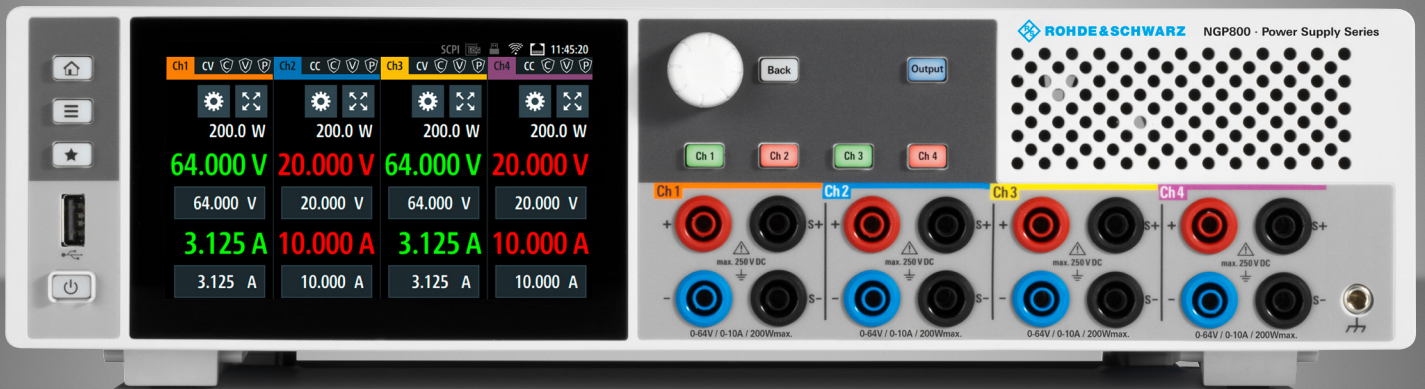 ROHDE&SCHWARZ NGP800 · Power Supply Series
SCPI 11:45:20
Ch1 CV C V P Ch2 CC C V P Ch3 CV C V P Ch4 CC C V P
200.0 W 200.0 W 200.0 W 200.0 W
64.000 V 20.000 V 64.000 V 20.000 V
64.000 V 20.000 V 64.000 V 20.000 V
3.125 A 10.000 A 3.125 A 10.000 A
3.125 A 10.000 A 3.125 A 10.000 A
Back Output
Ch 1 Ch 2 Ch 3 Ch 4
Ch 1 Ch 2 Ch 3 Ch 4
+ S+ + S+ + S+ + S+
max. 250 V DC max. 250 V DC max. 250 V DC max. 250 V DC
- S- - S- - S- - S-
0-64V / 0-10A / 200Wmax. 0-64V / 0-10A / 200Wmax. 0-64V / 0-10A / 200Wmax. 0-64V / 0-10A / 200Wmax.